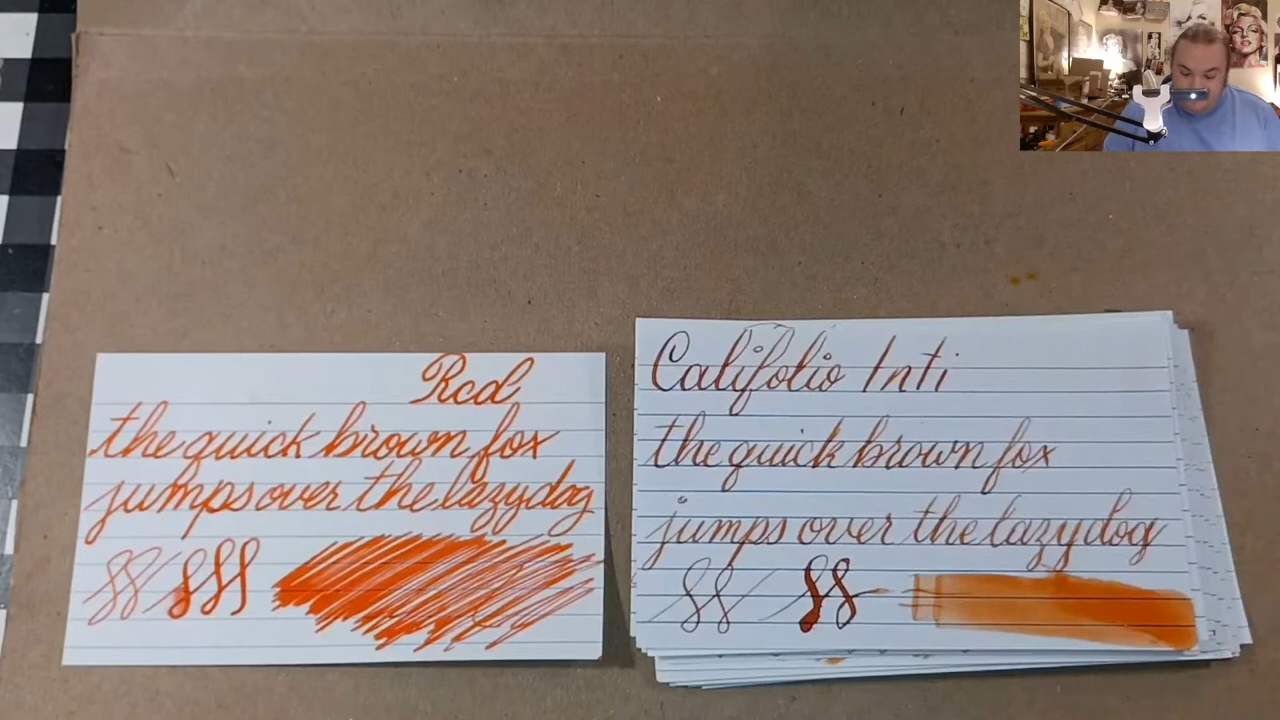 Red
the quick brown fox
jumps over the lazy dog
Califolio Inti
the quick brown fox
jumps over the lazy dog